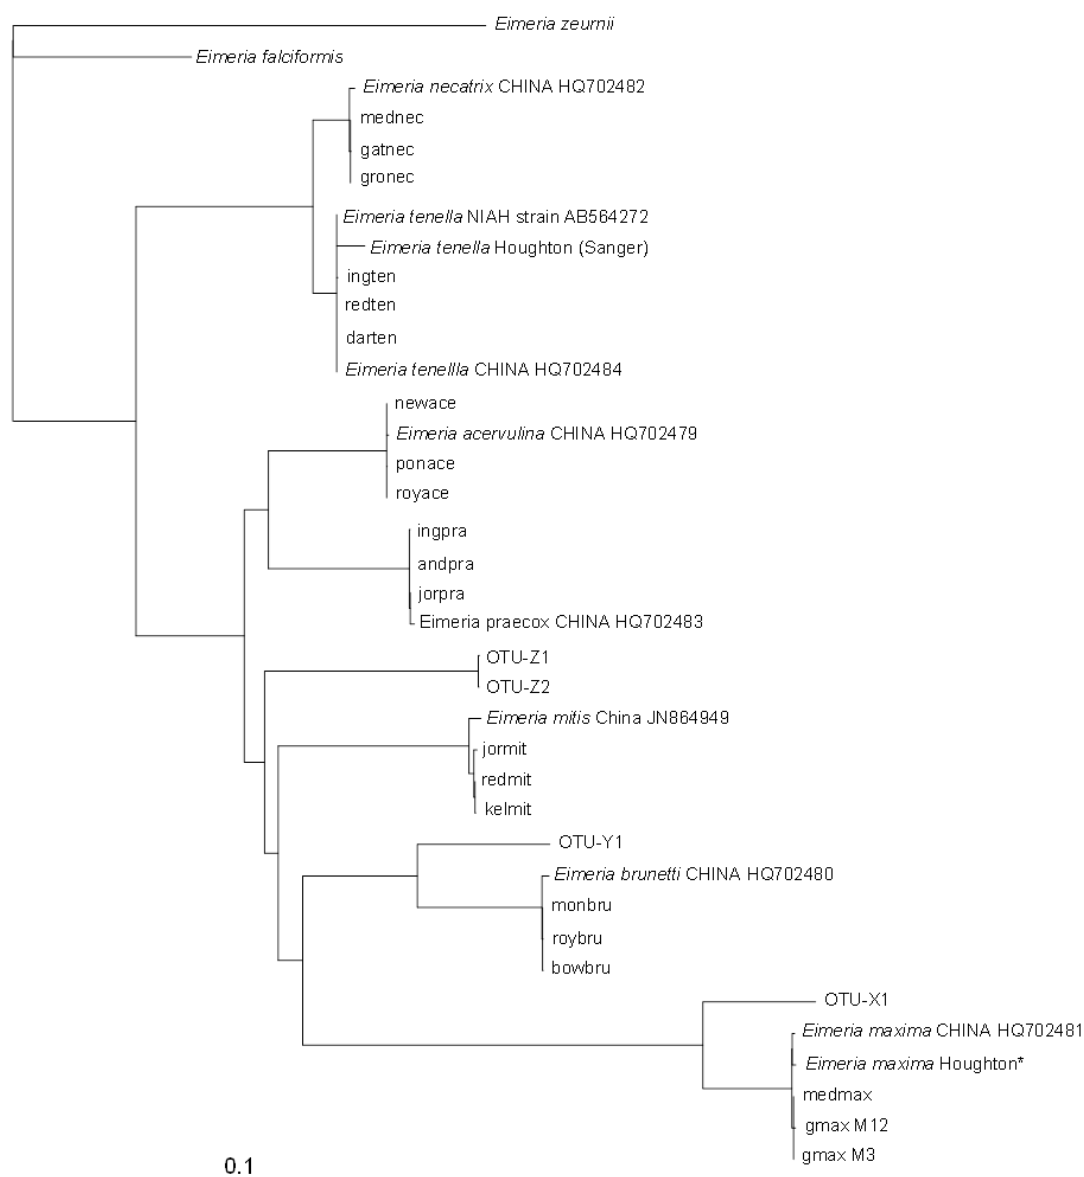 Eimeria zeurnii
Eimeria falciformis
Eimeria necatrix CHINA HQ702482
mednec
gatnec
gronec
Eimeria tenella NIAH strain AB564272
Eimeria tenella Houghton (Sanger)
ingten
redten
darten
Eimeria tenellla CHINA HQ702484
newace
Eimeria acervulina CHINA HQ702479
ponace
royace
ingpra
andpra
jorpra
Eimeria praecox CHINA HQ702483
OTU-Z1
OTU-Z2
Eimeria mitis China JN864949
jormit
redmit
kelmit
OTU-Y1
Eimeria brunetti CHINA HQ702480
monbru
roybru
bowbru
OTU-X1
Eimeria maxima CHINA HQ702481
Eimeria maxima Houghton*
medmax
gmax M12
gmax M3
0.1